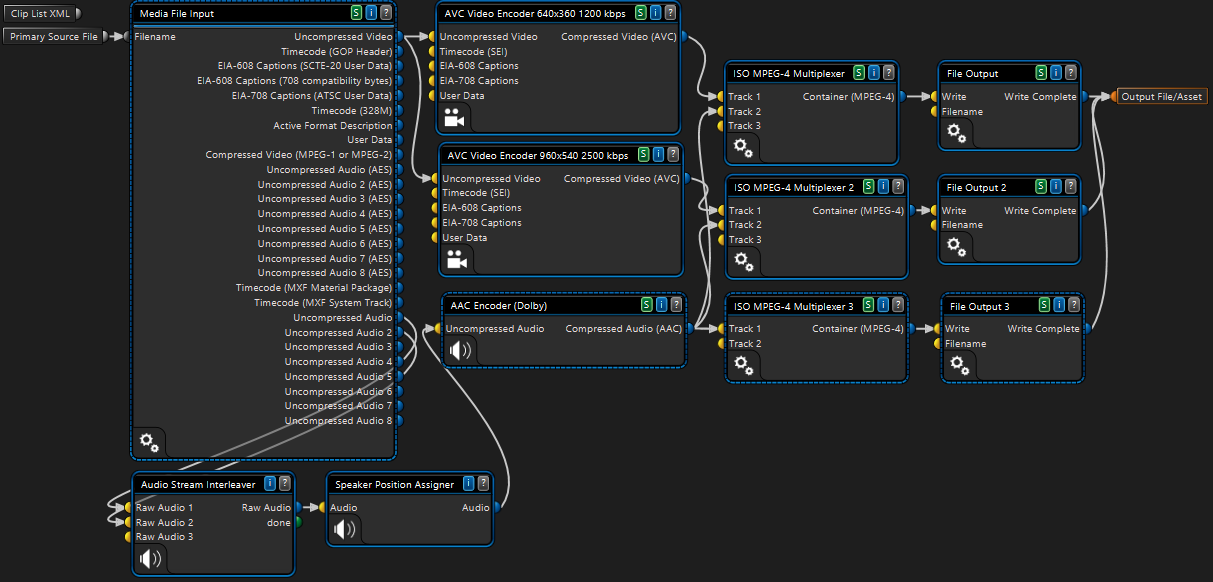 Clip List XML
Primary Source File
Media File Input S i ?
Filename
Uncompressed Video
Timecode (GOP Header)
EIA-608 Captions (SCTE-20 User Data)
EIA-608 Captions (708 compatibility bytes)
EIA-708 Captions (ATSC User Data)
Timecode (328M)
Active Format Description
User Data
Compressed Video (MPEG-1 or MPEG-2)
Uncompressed Audio (AES)
Uncompressed Audio 2 (AES)
Uncompressed Audio 3 (AES)
Uncompressed Audio 4 (AES)
Uncompressed Audio 5 (AES)
Uncompressed Audio 6 (AES)
Uncompressed Audio 7 (AES)
Uncompressed Audio 8 (AES)
Timecode (MXF Material Package)
Timecode (MXF System Track)
Uncompressed Audio
Uncompressed Audio 2
Uncompressed Audio 3
Uncompressed Audio 4
Uncompressed Audio 5
Uncompressed Audio 6
Uncompressed Audio 7
Uncompressed Audio 8
AVC Video Encoder 640x360 1200 kbps S i ?
Uncompressed Video Compressed Video (AVC)
Timecode (SEI)
EIA-608 Captions
EIA-708 Captions
User Data
AVC Video Encoder 960x540 2500 kbps S i ?
Uncompressed Video Compressed Video (AVC)
Timecode (SEI)
EIA-608 Captions
EIA-708 Captions
User Data
AAC Encoder (Dolby) S i ?
Uncompressed Audio Compressed Audio (AAC)
ISO MPEG-4 Multiplexer S i ?
Track 1 Container (MPEG-4)
Track 2
Track 3
ISO MPEG-4 Multiplexer 2 S i ?
Track 1 Container (MPEG-4)
Track 2
Track 3
ISO MPEG-4 Multiplexer 3 S i ?
Track 1 Container (MPEG-4)
Track 2
File Output S i ?
Write Write Complete
Filename
File Output 2 S i ?
Write Write Complete
Filename
File Output 3 S i ?
Write Write Complete
Filename
Output File/Asset
Audio Stream Interleaver i ?
Raw Audio 1 Raw Audio
Raw Audio 2 done
Raw Audio 3
Speaker Position Assigner i ?
Audio Audio